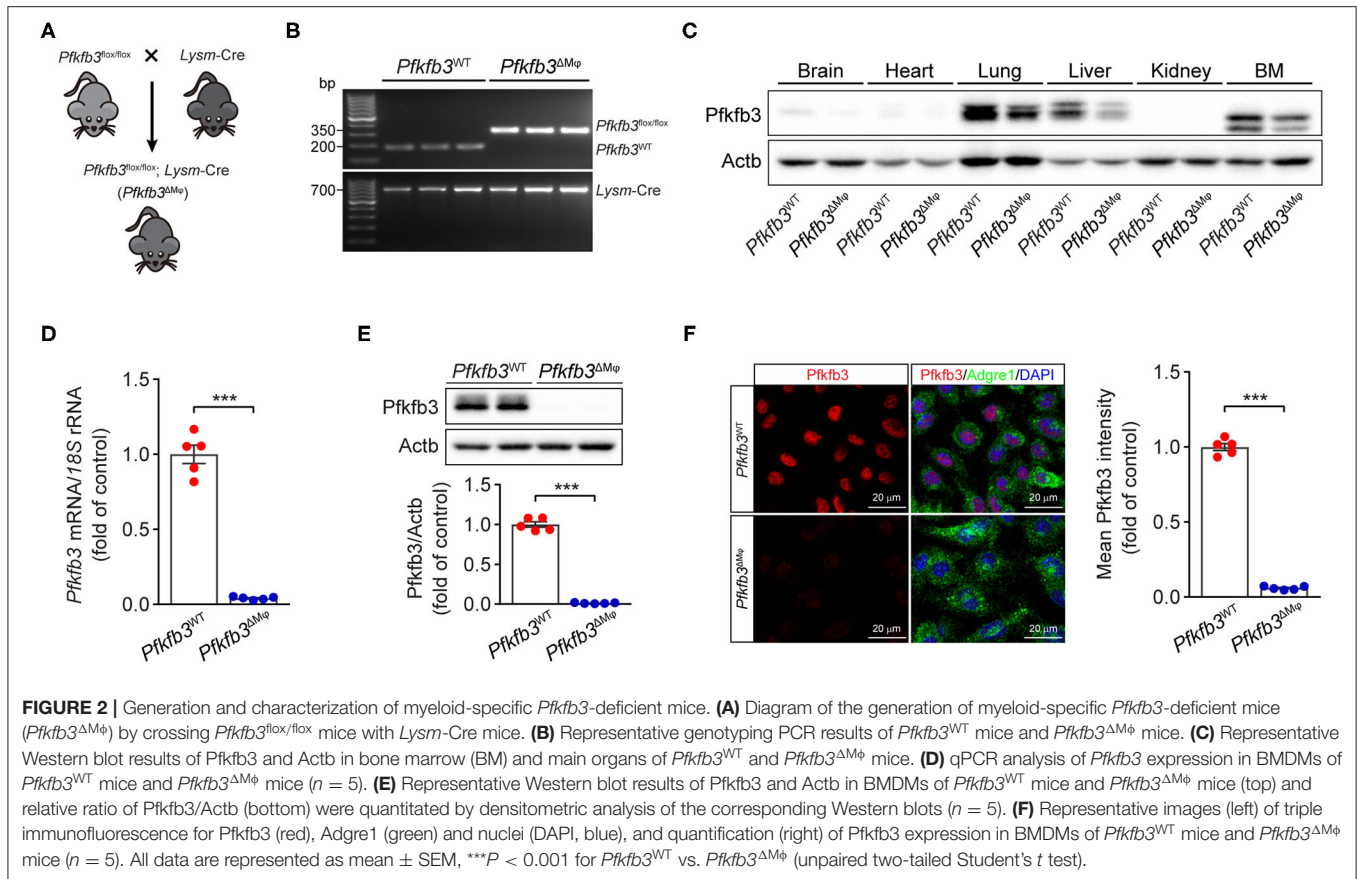 A
Pfkfb3flox/flox × Lysm-Cre
Pfkfb3flox/flox; Lysm-Cre
(Pfkfb3ΔMφ)
B
Pfkfb3WT Pfkfb3ΔMφ
bp
350
200
700
Pfkfb3flox/flox
Pfkfb3WT
Lysm-Cre
C
Brain Heart Lung Liver Kidney BM
Pfkfb3
Actb
Pfkfb3WT Pfkfb3ΔMφ Pfkfb3WT Pfkfb3ΔMφ Pfkfb3WT Pfkfb3ΔMφ Pfkfb3WT Pfkfb3ΔMφ Pfkfb3WT Pfkfb3ΔMφ Pfkfb3WT Pfkfb3ΔMφ
D
Pfkfb3 mRNA/18S rRNA
(fold of control)
1.5
1.0
0.5
0.0
***
Pfkfb3WT Pfkfb3ΔMφ
E
Pfkfb3WT Pfkfb3ΔMφ
Pfkfb3
Actb
Pfkfb3/Actb
(fold of control)
1.5
1.0
0.5
0.0
***
Pfkfb3WT Pfkfb3ΔMφ
F
Pfkfb3 Pfkfb3/Adgre1/DAPI
Pfkfb3WT
20 µm 20 µm
Pfkfb3ΔMφ
20 µm 20 µm
Mean Pfkfb3 intensity
(fold of control)
1.5
1.0
0.5
0.0
***
Pfkfb3WT Pfkfb3ΔMφ
FIGURE 2 | Generation and characterization of myeloid-specific Pfkfb3-deficient mice. (A) Diagram of the generation of myeloid-specific Pfkfb3-deficient mice
(Pfkfb3ΔMφ) by crossing Pfkfb3flox/flox mice with Lysm-Cre mice. (B) Representative genotyping PCR results of Pfkfb3WT mice and Pfkfb3ΔMφ mice. (C) Representative
Western blot results of Pfkfb3 and Actb in bone marrow (BM) and main organs of Pfkfb3WT and Pfkfb3ΔMφ mice. (D) qPCR analysis of Pfkfb3 expression in BMDMs of
Pfkfb3WT mice and Pfkfb3ΔMφ mice (n = 5). (E) Representative Western blot results of Pfkfb3 and Actb in BMDMs of Pfkfb3WT mice and Pfkfb3ΔMφ mice (top) and
relative ratio of Pfkfb3/Actb (bottom) were quantitated by densitometric analysis of the corresponding Western blots (n = 5). (F) Representative images (left) of triple
immunofluorescence for Pfkfb3 (red), Adgre1 (green) and nuclei (DAPI, blue), and quantification (right) of Pfkfb3 expression in BMDMs of Pfkfb3WT mice and Pfkfb3ΔMφ
mice (n = 5). All data are represented as mean ± SEM, ***P < 0.001 for Pfkfb3WT vs. Pfkfb3ΔMφ (unpaired two-tailed Student's t test).